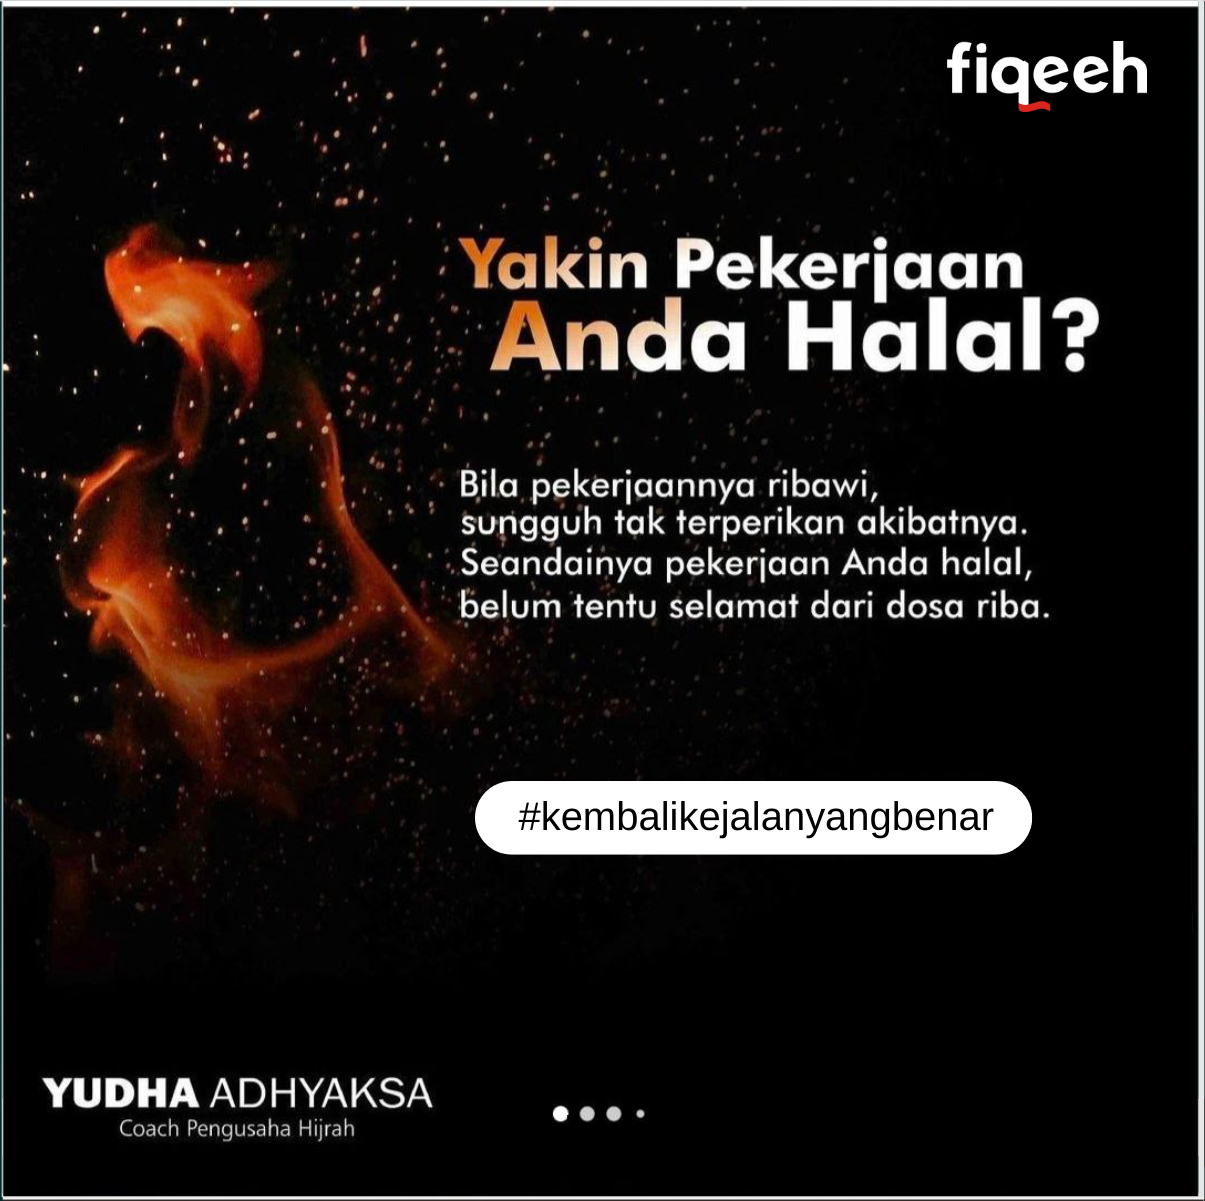 fiqeeh
Yakin Pekerjaan
Anda Halal?
Bila pekerjaannya ribawi,
sungguh tak terperikan akibatnya.
Seandainya pekerjaan Anda halal,
belum tentu selamat dari dosa riba.
#kembalikejalanyangbenar
YUDHA ADHYAKSA
Coach Pengusaha Hijrah